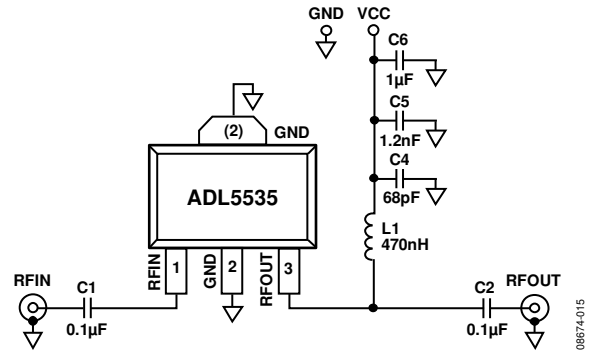 GND VCC
C6
1µF
C5
1.2nF
C4
68pF
(2) GND
ADL5535
L1
470nH
RFIN 1
GND 2
RFOUT 3
RFIN
C1
0.1µF
C2
0.1µF
RFOUT
08674-015